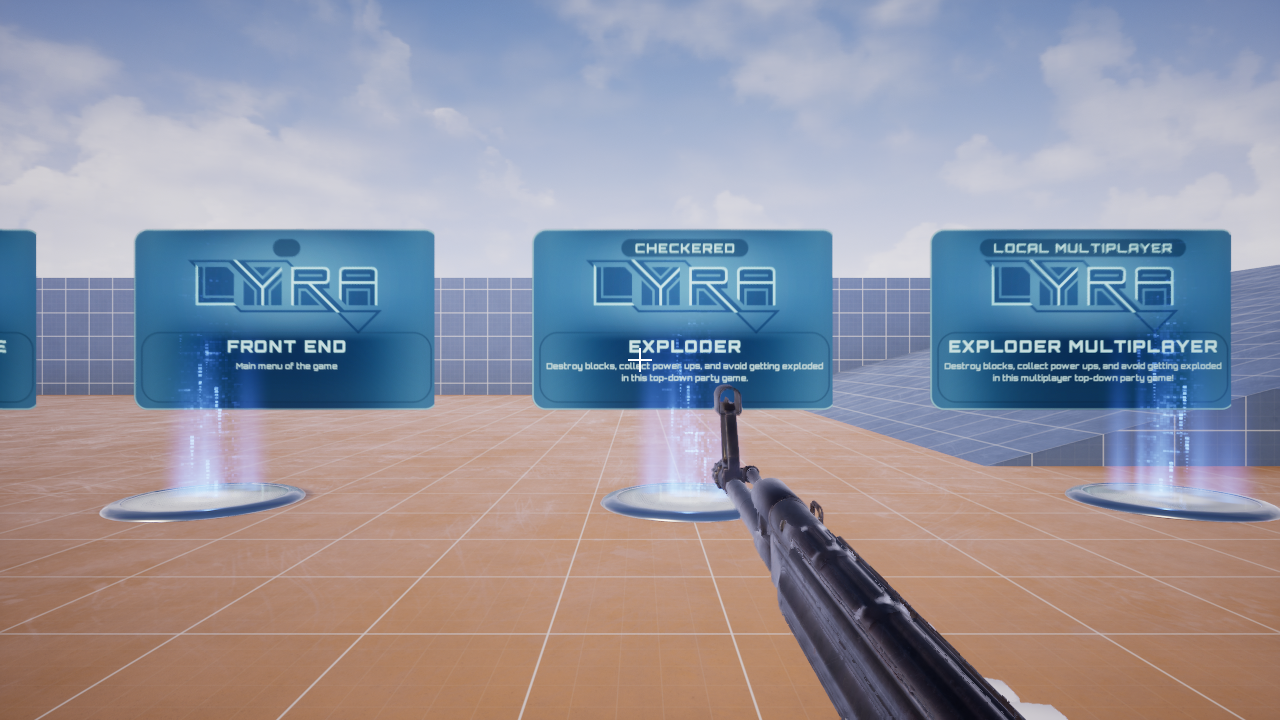 E
LYRA
FRONT END
Main menu of the game
CHECKERED
LYRA
EXPLODER
Destroy blocks, collect power ups, and avoid getting exploded
in this top-down party game.
LOCAL MULTIPLAYER
LYRA
EXPLODER MULTIPLAYER
Destroy blocks, collect power ups, and avoid getting exploded
in this multiplayer top-down party game!